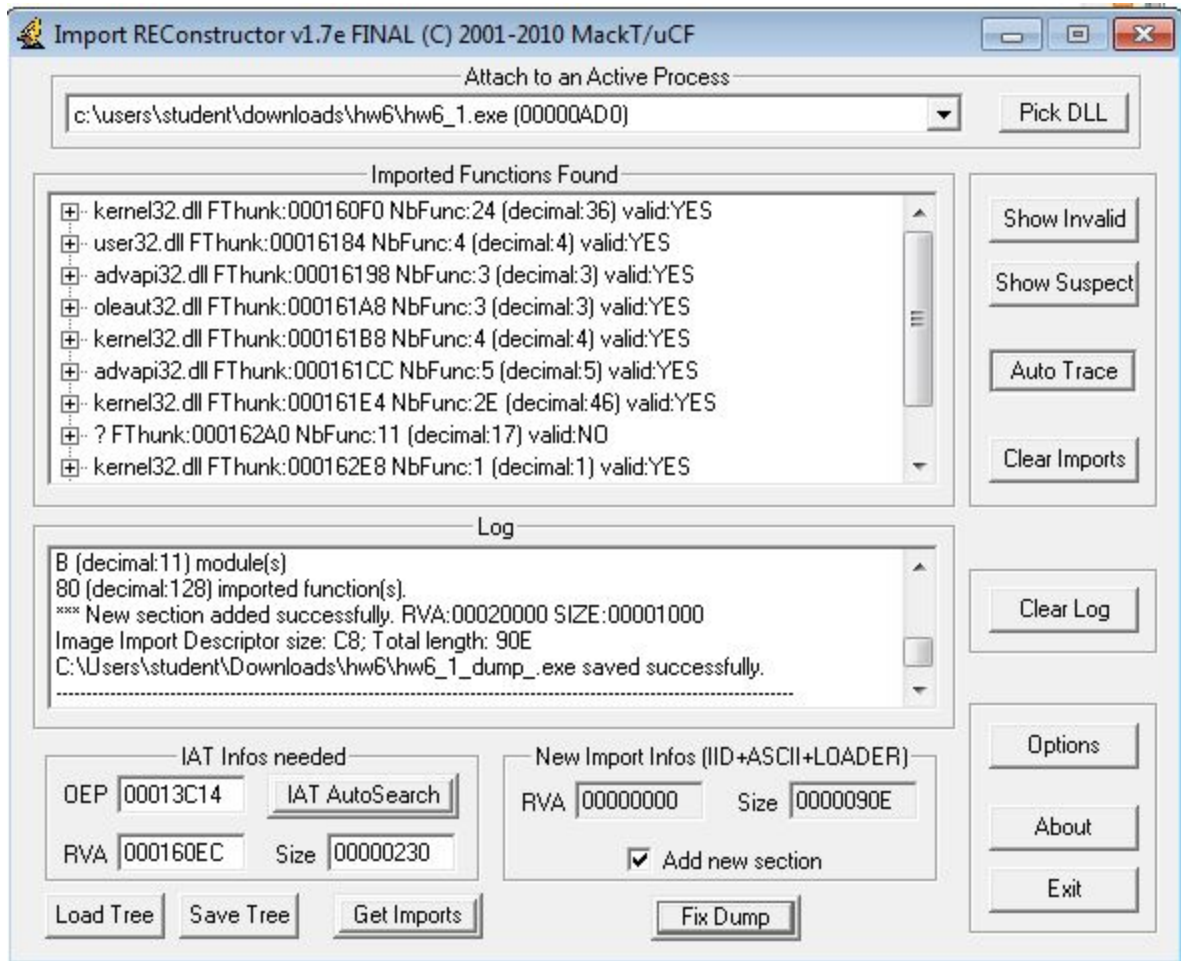 Import REConstructor v1.7e FINAL (C) 2001-2010 MackT/uCF
Attach to an Active Process
c:\users\student\downloads\hw6\hw6_1.exe (00000AD0)
Pick DLL
Imported Functions Found
kernel32.dll FThunk:000160F0 NbFunc:24 (decimal:36) valid:YES
user32.dll FThunk:00016184 NbFunc:4 (decimal:4) valid:YES
advapi32.dll FThunk:00016198 NbFunc:3 (decimal:3) valid:YES
oleaut32.dll FThunk:000161A8 NbFunc:3 (decimal:3) valid:YES
kernel32.dll FThunk:000161B8 NbFunc:4 (decimal:4) valid:YES
advapi32.dll FThunk:000161CC NbFunc:5 (decimal:5) valid:YES
kernel32.dll FThunk:000161E4 NbFunc:2E (decimal:46) valid:YES
? FThunk:000162A0 NbFunc:11 (decimal:17) valid:NO
kernel32.dll FThunk:000162E8 NbFunc:1 (decimal:1) valid:YES
Show Invalid
Show Suspect
Auto Trace
Clear Imports
Log
B (decimal:11) module(s)
80 (decimal:128) imported function(s).
*** New section added successfully. RVA:00020000 SIZE:00001000
Image Import Descriptor size: C8; Total length: 90E
C:\Users\student\Downloads\hw6\hw6_1_dump_.exe saved successfully.
---------------------------------------------------------------------------
Clear Log
IAT Infos needed
OEP 00013C14 IAT AutoSearch
RVA 000160EC Size 00000230
New Import Infos (IID+ASCII+LOADER)
RVA 00000000 Size 0000090E
Add new section
Load Tree Save Tree Get Imports Fix Dump
Options
About
Exit